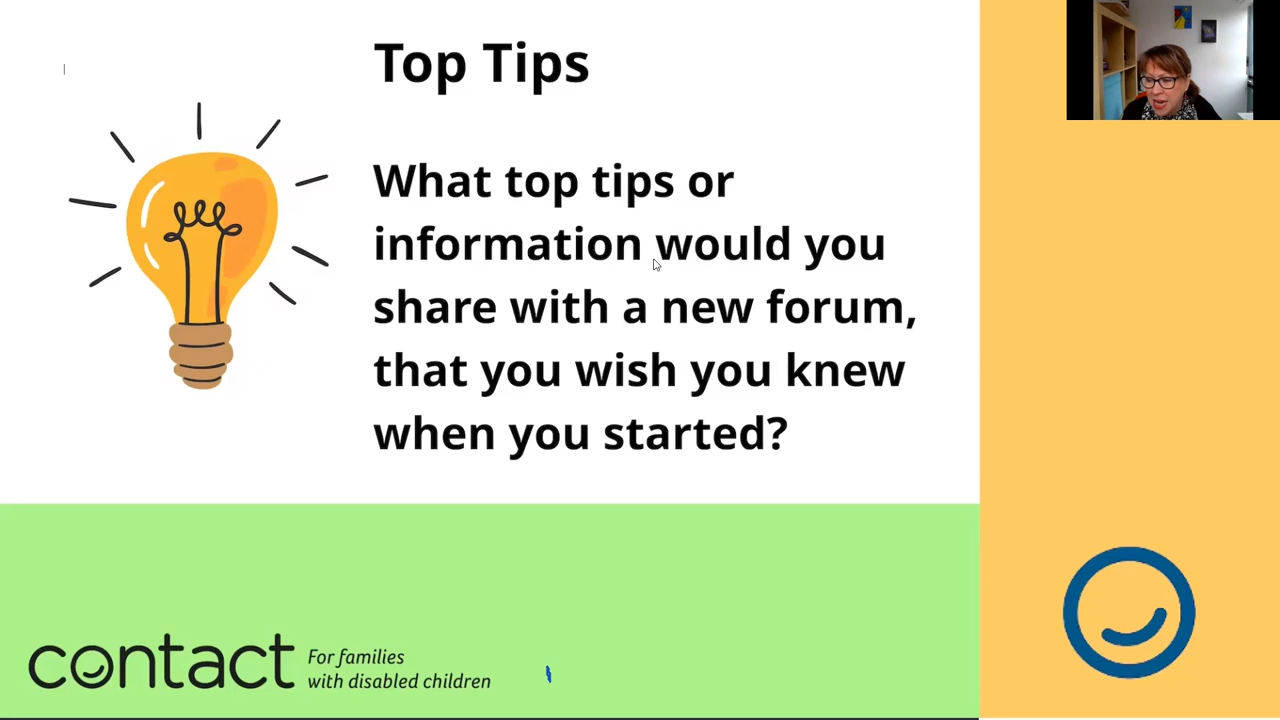 Top Tips
What top tips or
information would you
share with a new forum,
that you wish you knew
when you started?
contact
For families
with disabled children